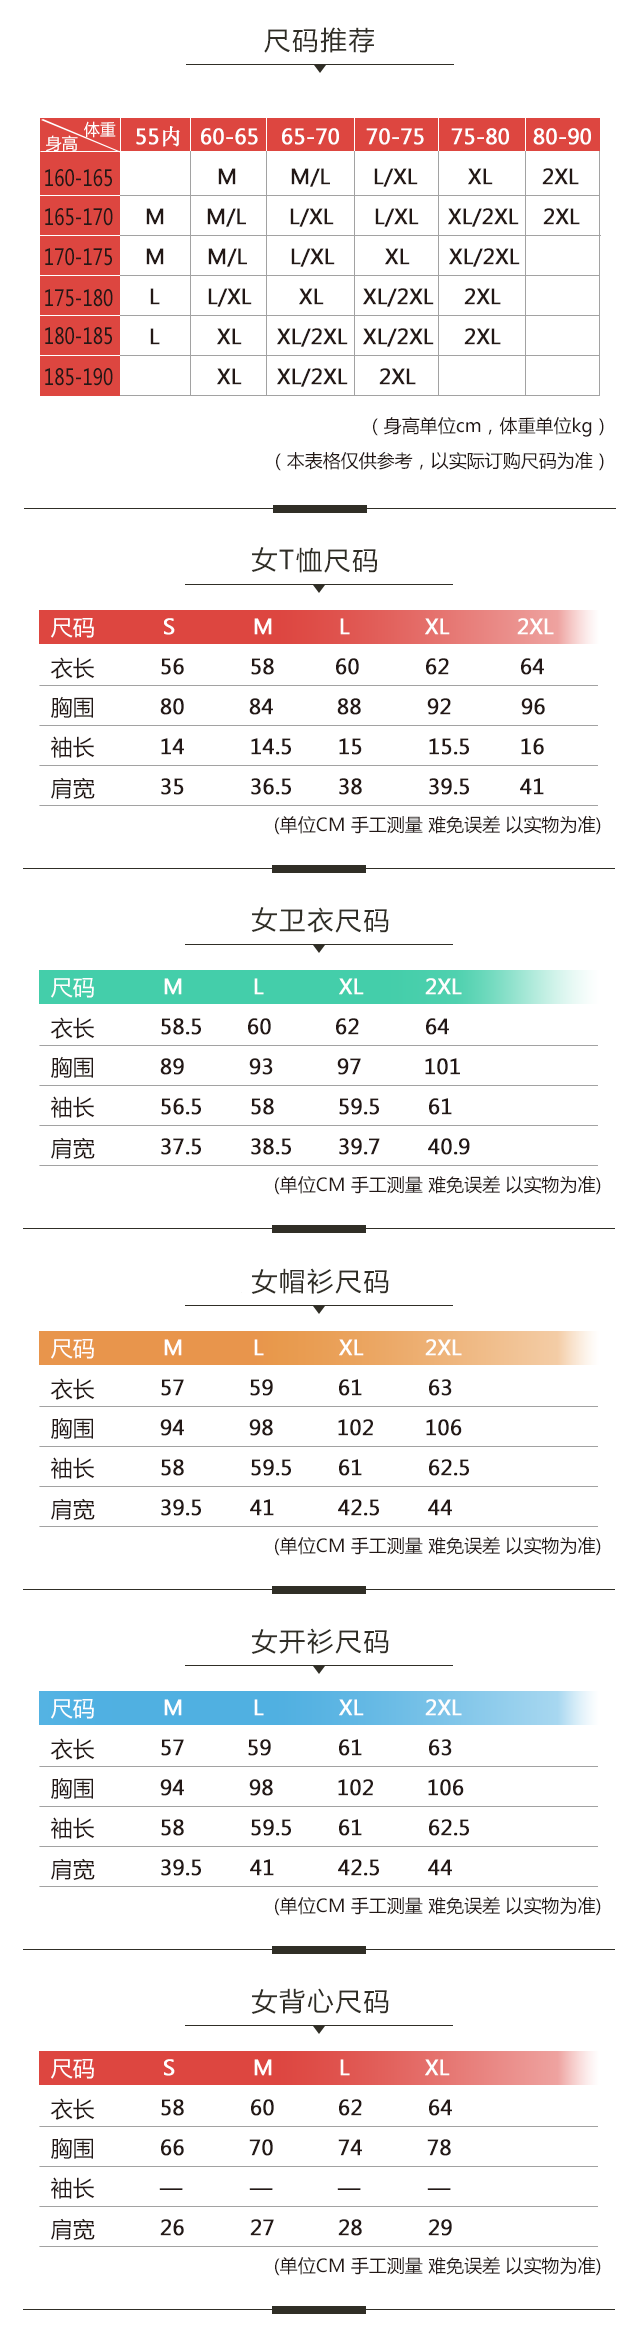 尺码推荐
体重 55内 60-65 65-70 70-75 75-80 80-90
身高
160-165 M M/L L/XL XL 2XL
165-170 M M/L L/XL L/XL XL/2XL 2XL
170-175 M M/L L/XL XL XL/2XL
175-180 L L/XL XL XL/2XL 2XL
180-185 L XL XL/2XL XL/2XL 2XL
185-190 XL XL/2XL 2XL
（身高单位cm，体重单位kg）
（本表格仅供参考，以实际订购尺码为准）
女T恤尺码
尺码 S M L XL 2XL
衣长 56 58 60 62 64
胸围 80 84 88 92 96
袖长 14 14.5 15 15.5 16
肩宽 35 36.5 38 39.5 41
(单位CM 手工测量 难免误差 以实物为准)
女卫衣尺码
尺码 M L XL 2XL
衣长 58.5 60 62 64
胸围 89 93 97 101
袖长 56.5 58 59.5 61
肩宽 37.5 38.5 39.7 40.9
(单位CM 手工测量 难免误差 以实物为准)
女帽衫尺码
尺码 M L XL 2XL
衣长 57 59 61 63
胸围 94 98 102 106
袖长 58 59.5 61 62.5
肩宽 39.5 41 42.5 44
(单位CM 手工测量 难免误差 以实物为准)
女开衫尺码
尺码 M L XL 2XL
衣长 57 59 61 63
胸围 94 98 102 106
袖长 58 59.5 61 62.5
肩宽 39.5 41 42.5 44
(单位CM 手工测量 难免误差 以实物为准)
女背心尺码
尺码 S M L XL
衣长 58 60 62 64
胸围 66 70 74 78
袖长 — — — —
肩宽 26 27 28 29
(单位CM 手工测量 难免误差 以实物为准)